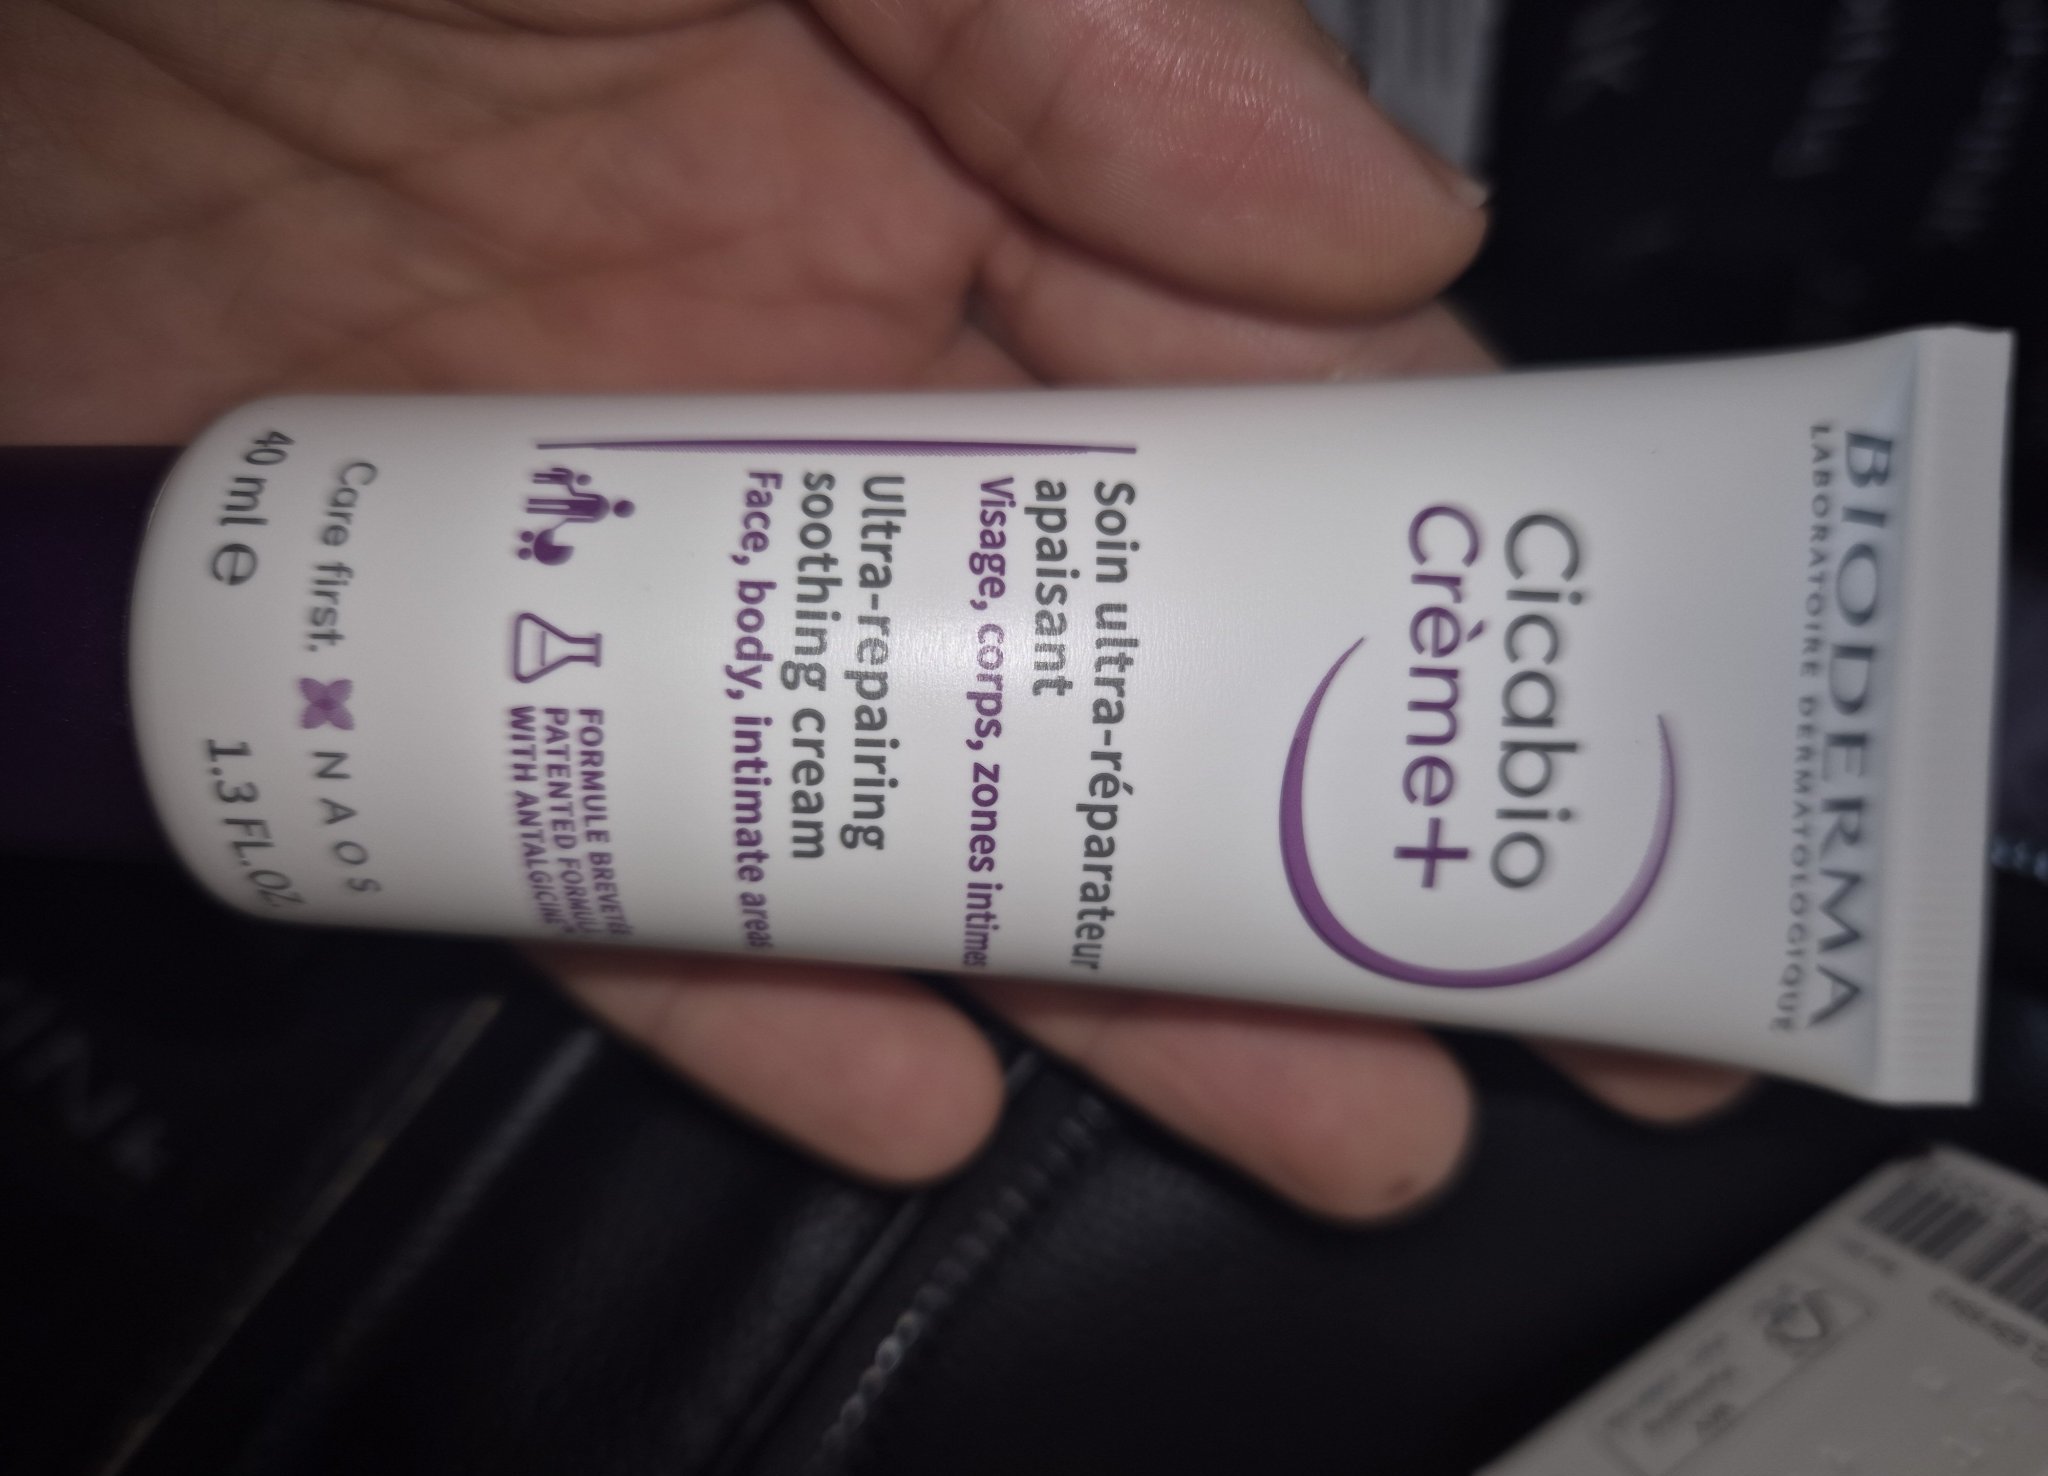 BIODERMA
LABORATOIRE DERMATOLOGIQUE
Cicabio
Crème+
Soin ultra-réparateur
apaisant
Visage, corps, zones intimes
Ultra-repairing
soothing cream
Face, body, intimate areas
FORMULE BREVETÉE
PATENTED FORMULA
WITH ANTALGICINE
Care first. NAOS
40 ml e 1.3 FL.OZ.